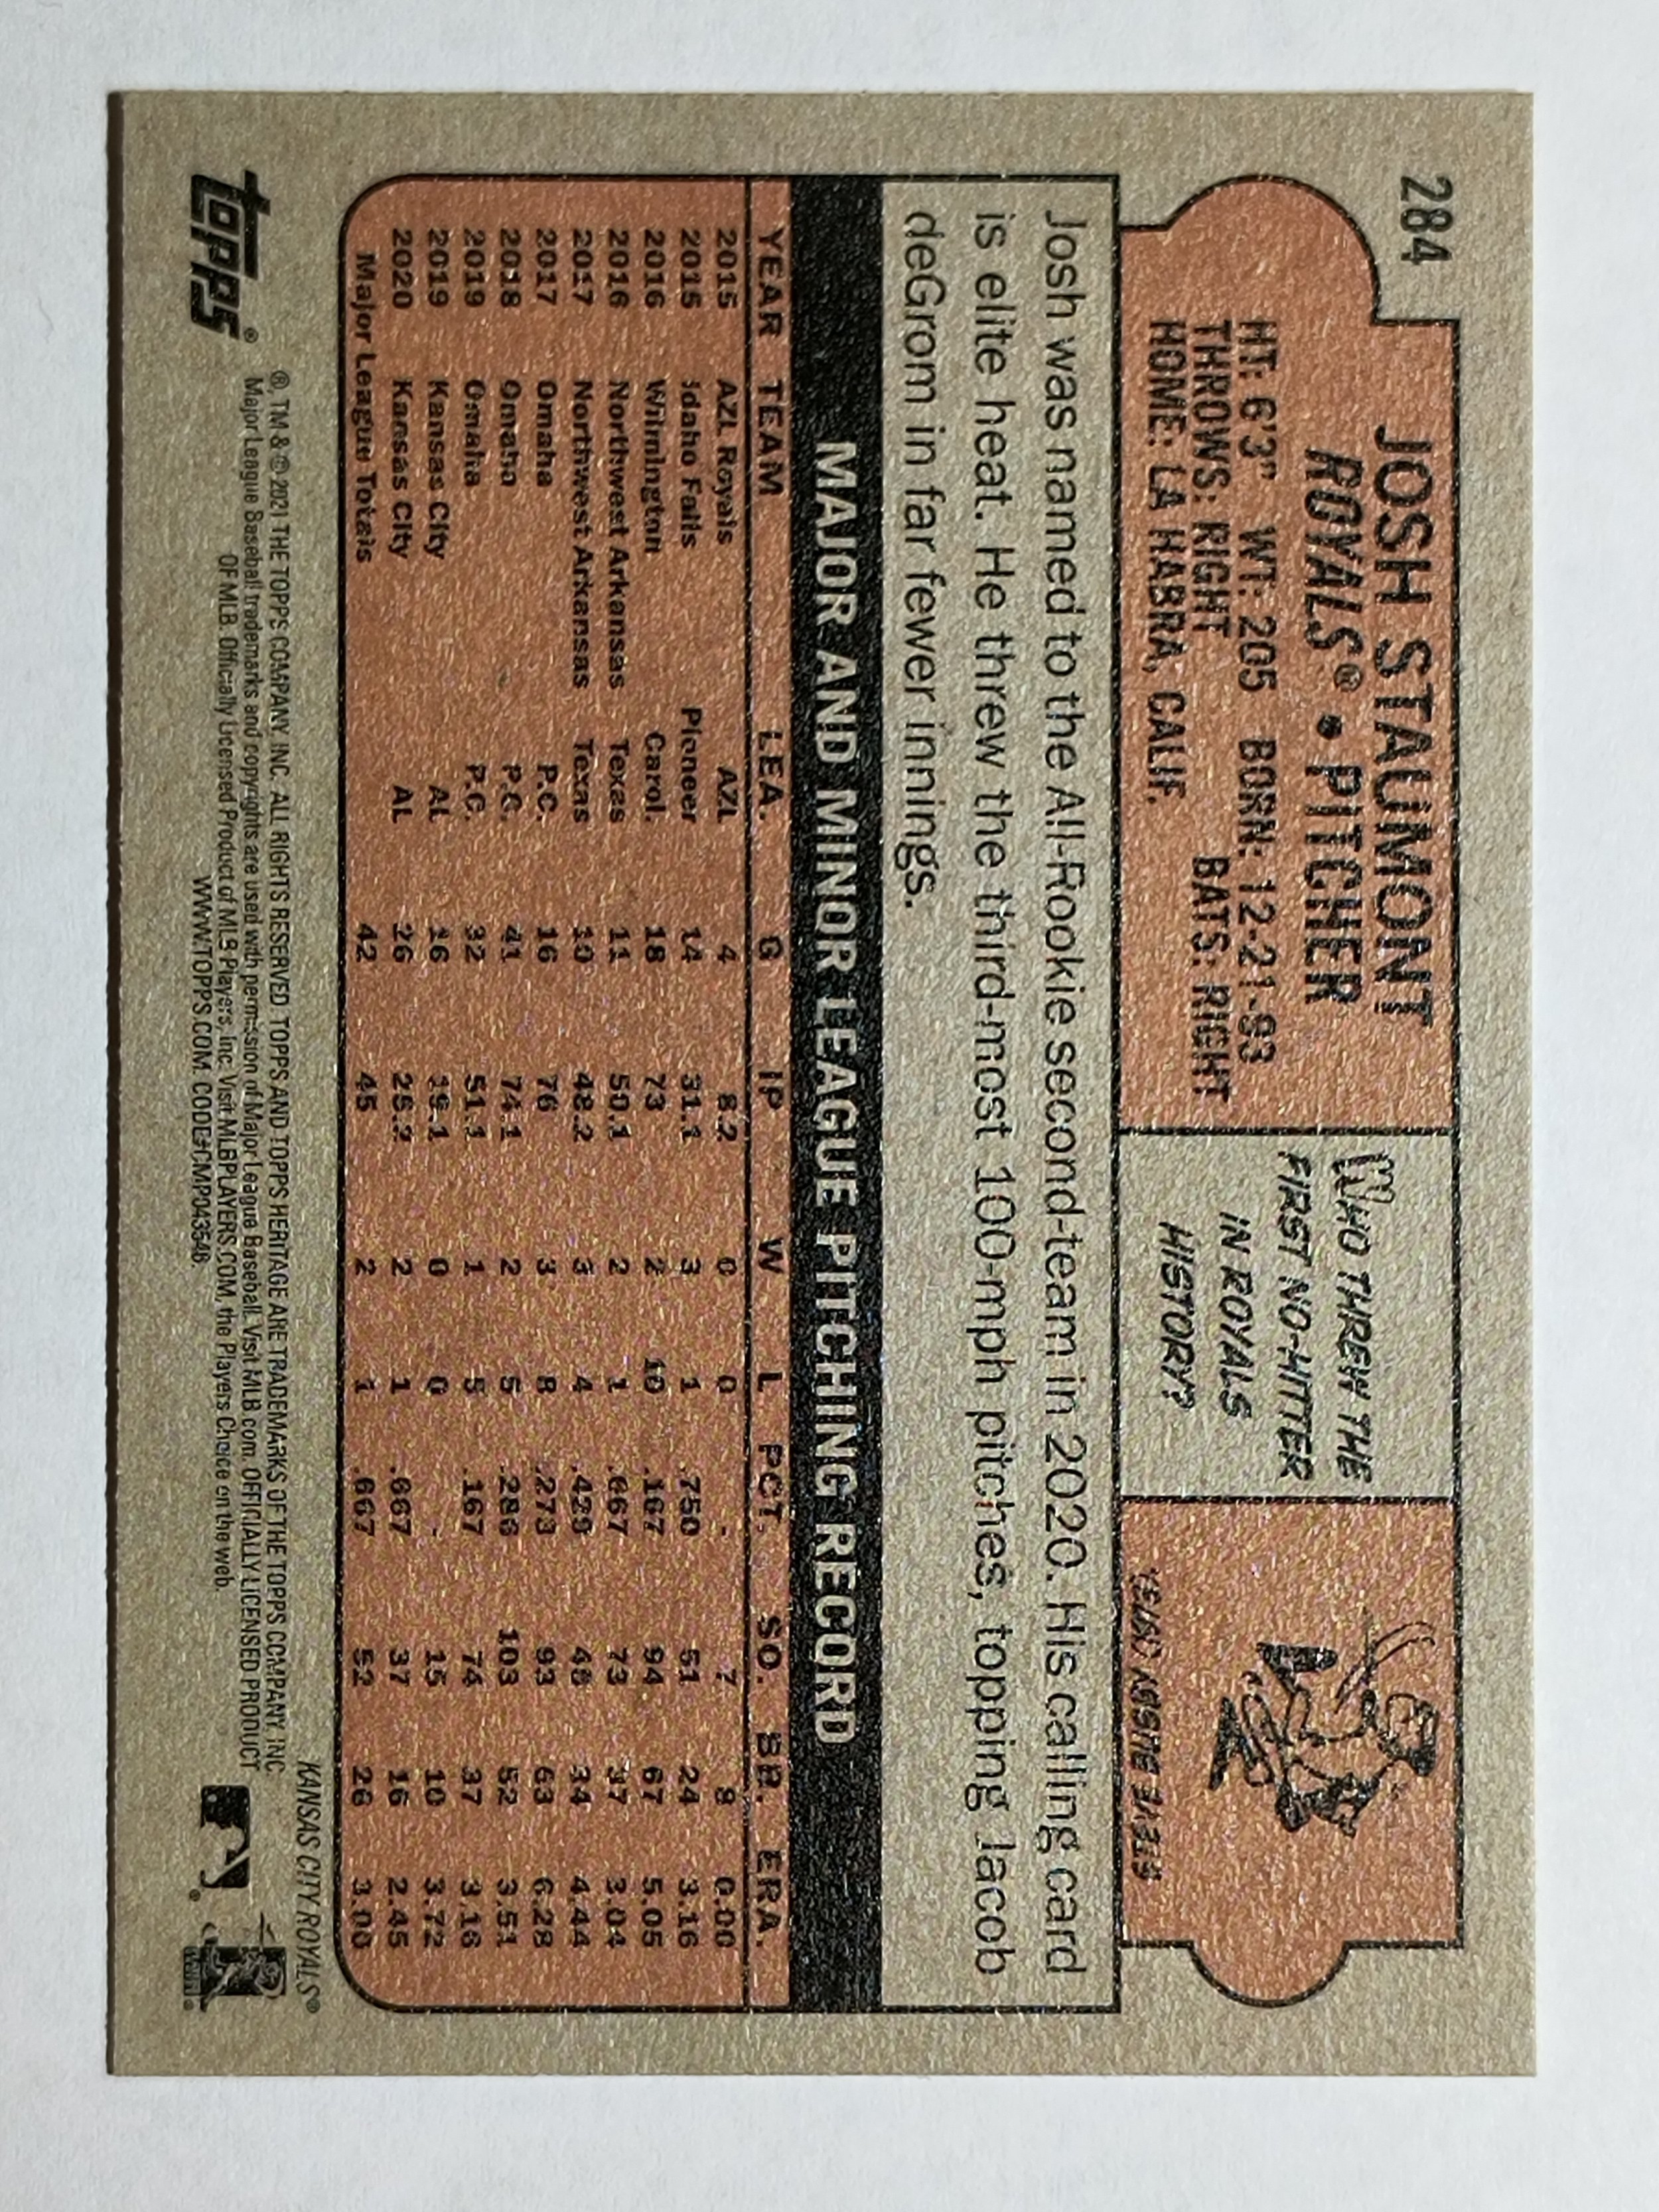 284
JOSH STAUMONT
ROYALS® • PITCHER
HT: 6'3" WT: 205 BORN: 12-21-93
THROWS: RIGHT BATS: RIGHT
HOME: LA HABRA, CALIF.
WHO THREW THE
FIRST NO-HITTER
IN ROYALS
HISTORY?
Josh was named to the All-Rookie second-team in 2020. His calling card
is elite heat. He threw the third-most 100-mph pitches, topping Jacob
deGrom in far fewer innings.
MAJOR AND MINOR LEAGUE PITCHING RECORD
YEAR TEAM LEA. G IP W L PCT. SO. BB. ERA.
2015 AZL Royals AZL 4 8.2 0 0 - 7 8 0.00
2015 Idaho Falls Pioneer 14 31.1 3 1 .750 51 24 3.16
2016 Wilmington Carol. 18 73 2 10 .167 94 67 5.05
2016 Northwest Arkansas Texas 11 50.1 2 1 .667 73 37 3.04
2017 Northwest Arkansas Texas 10 48.2 3 4 .429 48 34 4.44
2017 Omaha P.C. 16 76 3 8 .273 93 63 6.28
2018 Omaha P.C. 41 74.1 2 5 .286 103 52 3.51
2019 Omaha P.C. 32 51.1 1 5 .167 74 37 3.16
2019 Kansas City AL 16 19.1 0 0 - 15 10 3.72
2020 Kansas City AL 26 25.2 2 1 .667 37 16 2.45
Major League Totals 42 45 2 1 .667 52 26 3.00
KANSAS CITY ROYALS®
topps®
®, TM & © 2021 THE TOPPS COMPANY, INC. ALL RIGHTS RESERVED. TOPPS AND TOPPS HERITAGE ARE TRADEMARKS OF THE TOPPS COMPANY, INC.
Major League Baseball trademarks and copyrights are used with permission of Major League Baseball. Visit MLB.com. OFFICIALLY LICENSED PRODUCT
OF MLB. Officially Licensed Product of MLB Players, Inc. Visit MLBPLAYERS.COM, the Players Choice on the web.
WWW.TOPPS.COM. CODE#CMP043548.